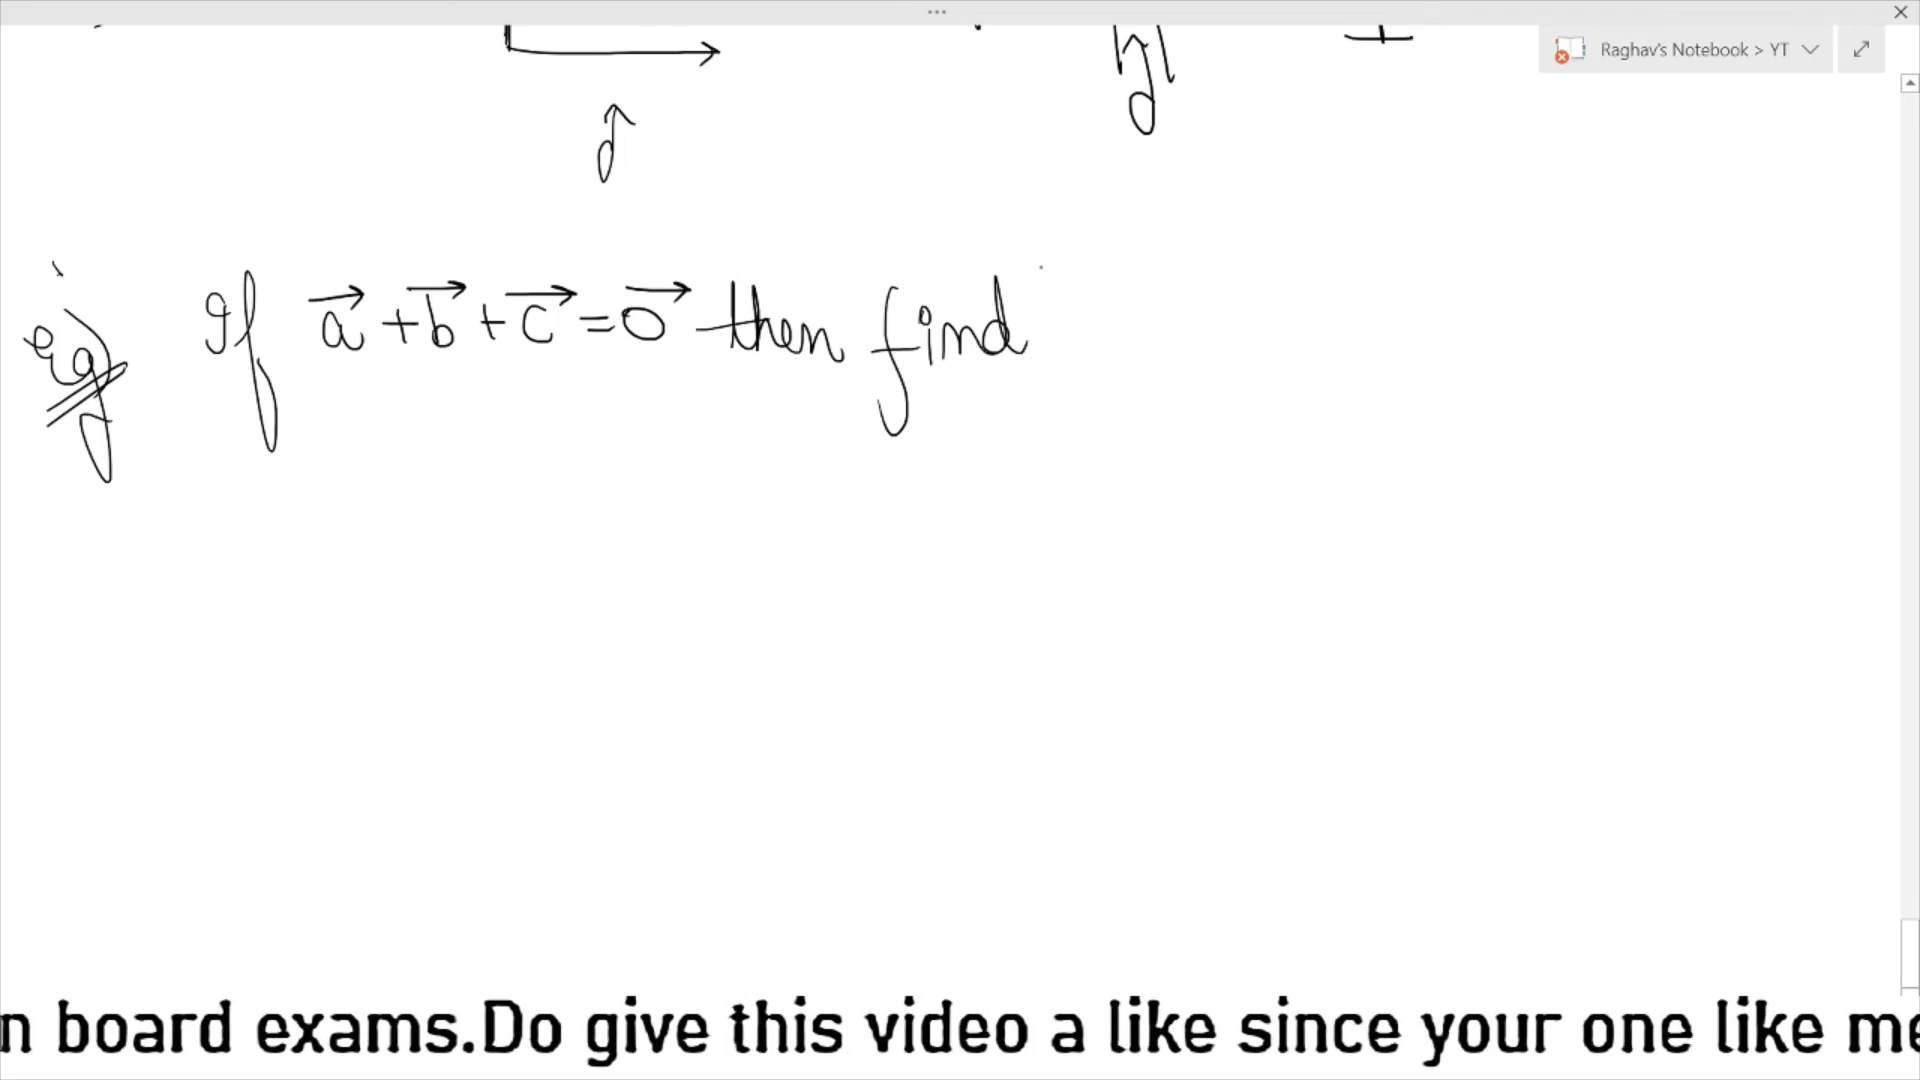 Raghav's Notebook > YT
eg) If a⃗ + b⃗ + c⃗ = 0⃗ then find
n board exams.Do give this video a like since your one like me